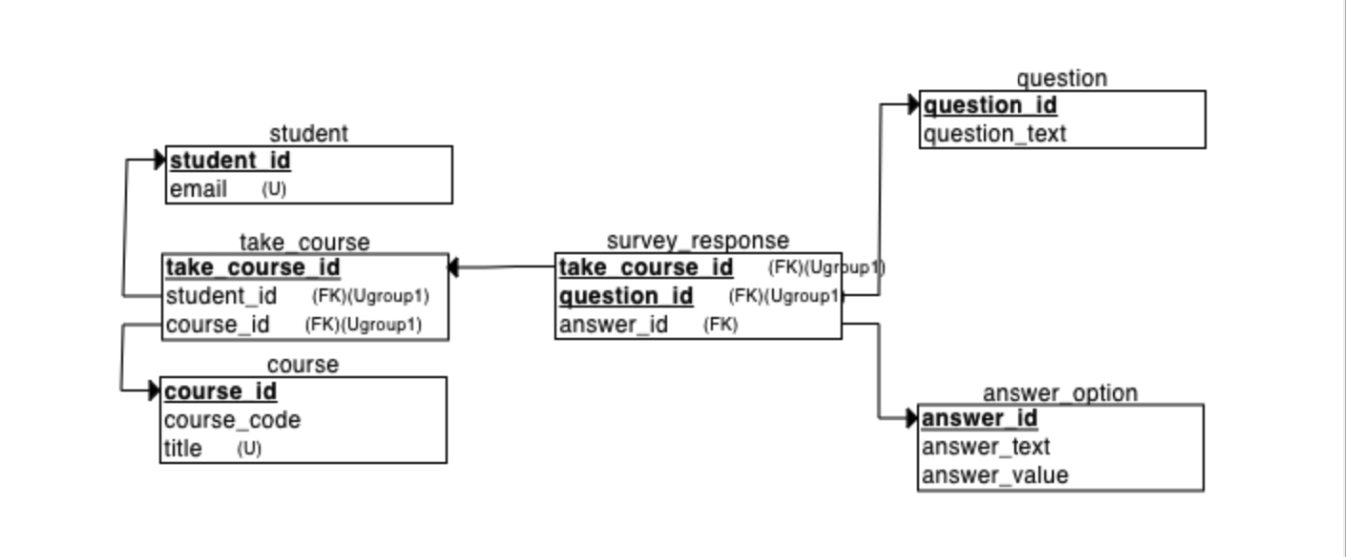 student
student_id
email (U)
take_course
take_course_id
student_id (FK)(Ugroup1)
course_id (FK)(Ugroup1)
course
course_id
course_code
title (U)
survey_response
take_course_id (FK)(Ugroup1)
question_id (FK)(Ugroup1)
answer_id (FK)
question
question_id
question_text
answer_option
answer_id
answer_text
answer_value